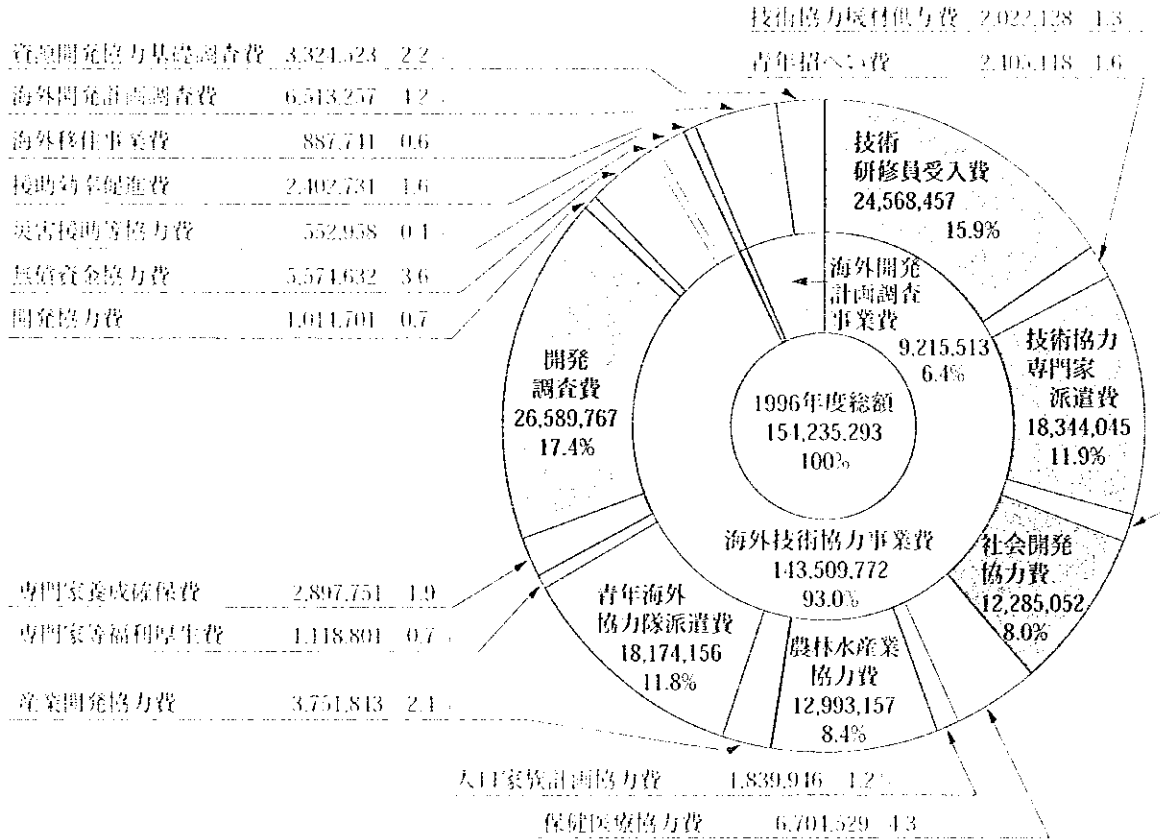 技術協力機材供与費 2,022,128 1.3
青年招へい費 2,405,418 1.6
資源開発協力基礎調査費 3,324,523 2.2
海外開発計画調査費 6,513,257 4.2
海外移住事業費 887,741 0.6
援助効率促進費 2,402,731 1.6
災害援助等協力費 552,958 0.4
無償資金協力費 5,574,632 3.6
開発協力費 1,014,701 0.7
技術
研修員受入費
24,568,457
15.9%
海外開発
計画調査
事業費
9,215,513
6.4%
技術協力
専門家
派遣費
18,344,045
11.9%
開発
調査費
26,589,767
17.4%
1996年度総額
154,235,293
100%
海外技術協力事業費
143,509,772
93.0%
社会開発
協力費
12,285,052
8.0%
青年海外
協力隊派遣費
18,174,156
11.8%
農林水産業
協力費
12,993,157
8.4%
専門家養成確保費 2,897,751 1.9
専門家等福利厚生費 1,118,801 0.7
産業開発協力費 3,751,843 2.4
人口家族計画協力費 1,839,946 1.2
保健医療協力費 6,704,529 4.3